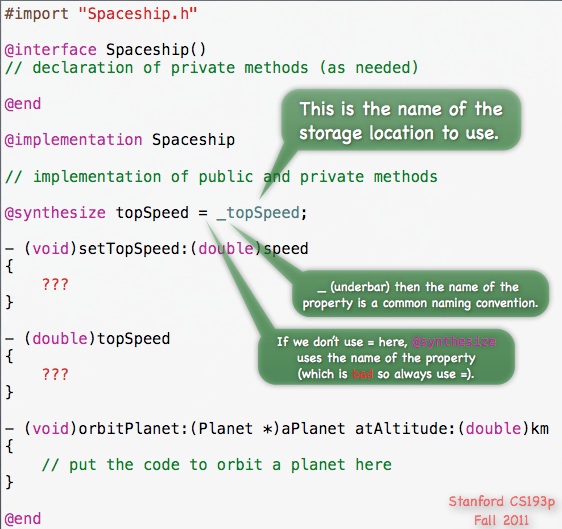 #import "Spaceship.h"
@interface Spaceship()
// declaration of private methods (as needed)
@end
This is the name of the
storage location to use.
@implementation Spaceship
// implementation of public and private methods
@synthesize topSpeed = _topSpeed;
- (void)setTopSpeed:(double)speed
{
???
}
_ (underbar) then the name of the
property is a common naming convention.
- (double)topSpeed
{
???
}
If we don't use = here, @synthesize
uses the name of the property
(which is bad so always use =).
- (void)orbitPlanet:(Planet *)aPlanet atAltitude:(double)km
{
// put the code to orbit a planet here
}
@end
Stanford CS193p
Fall 2011